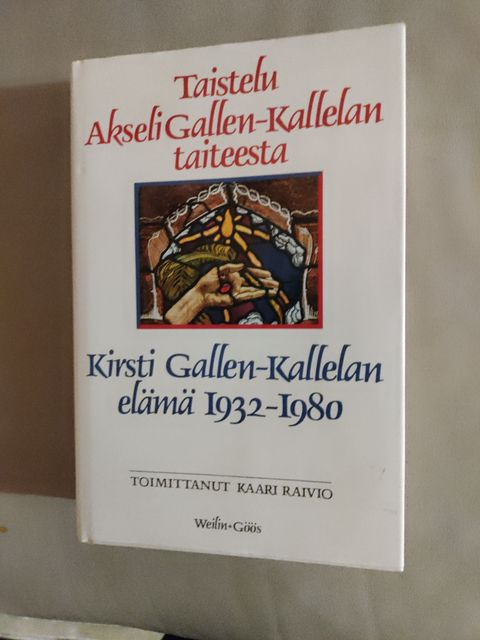 Taistelu
Akseli Gallen-Kallelan
taiteesta
Kirsti Gallen-Kallelan
elämä 1932-1980
TOIMITTANUT KAARI RAIVIO
Weilin+Göös